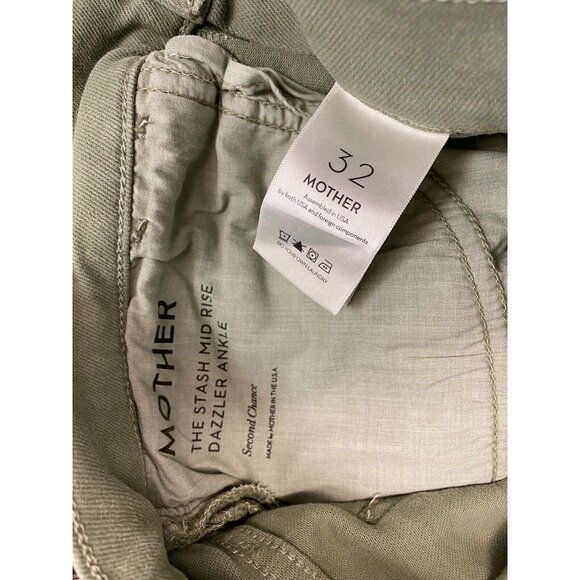 32
MOTHER
Assembled in USA
by both USA and foreign components
DO YOUR OWN LAUNDRY
MOTHER
THE STASH MID RISE
DAZZLER ANKLE
Second Chance
MADE by MOTHER IN THE U.S.A.